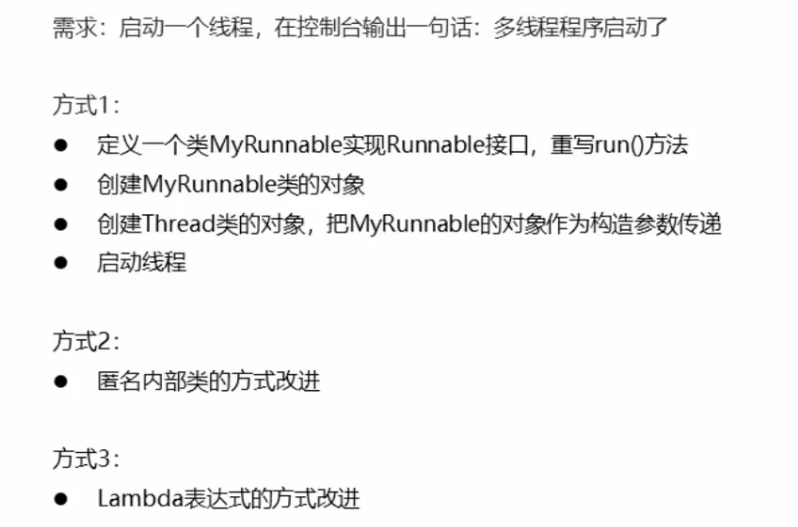 需求：启动一个线程，在控制台输出一句话：多线程程序启动了
方式1：
● 定义一个类MyRunnable实现Runnable接口，重写run()方法
● 创建MyRunnable类的对象
● 创建Thread类的对象，把MyRunnable的对象作为构造参数传递
● 启动线程
方式2：
● 匿名内部类的方式改进
方式3：
● Lambda表达式的方式改进